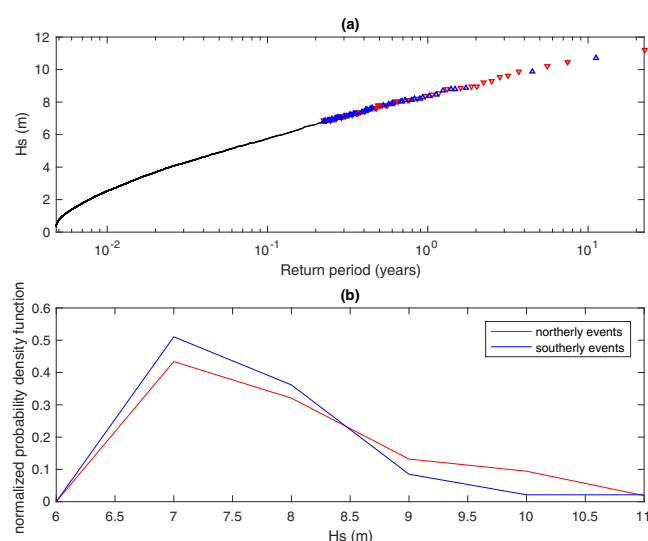 (a)
12
10
8
6
4
2
0
Hs (m)
10^-2
10^-1
10^0
10^1
Return period (years)
(b)
0.6
0.5
0.4
0.3
0.2
0.1
0
normalized probability density function
northerly events
southerly events
6 6.5 7 7.5 8 8.5 9 9.5 10 10.5 11
Hs (m)